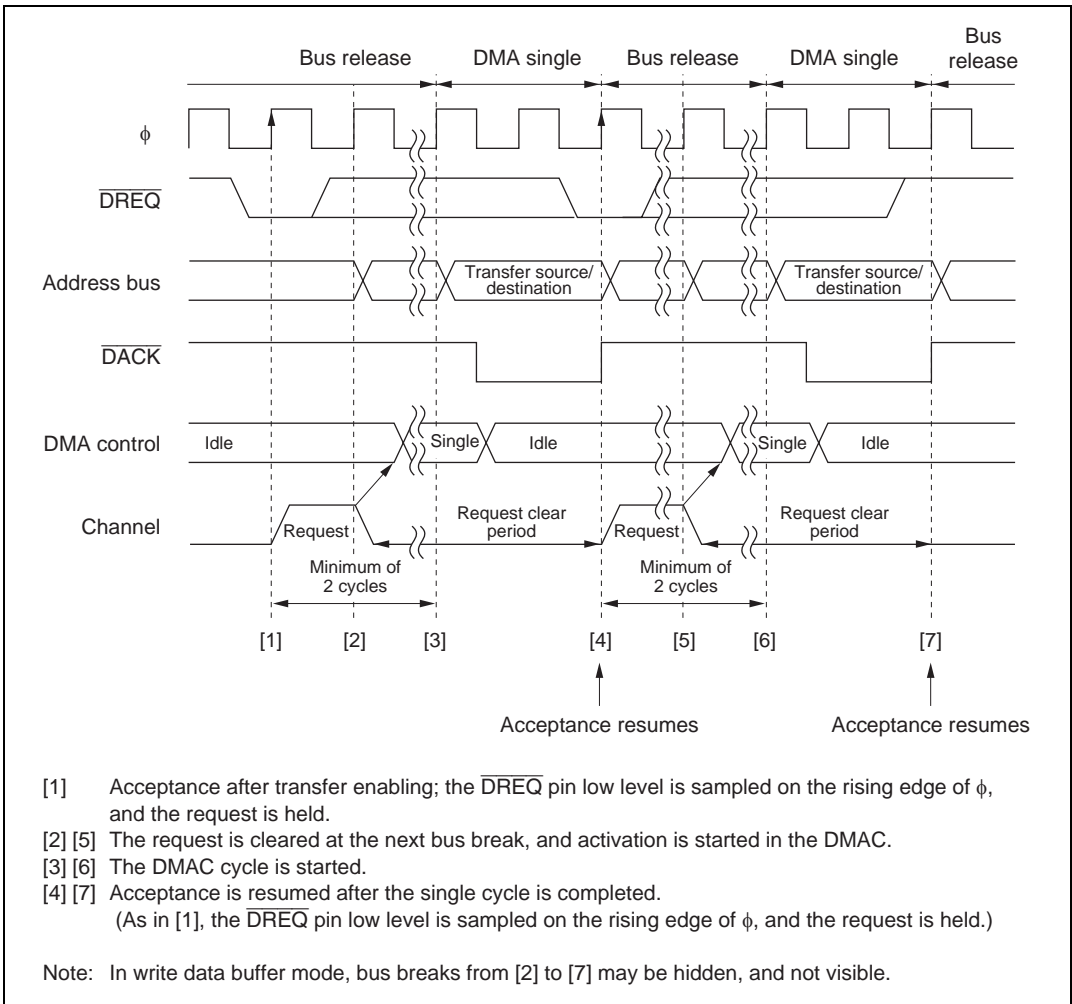 Bus release
DMA single
Bus release
DMA single
Bus
release
φ
DREQ
Address bus
Transfer source/
destination
Transfer source/
destination
DACK
DMA control
Idle
Single
Idle
Single
Idle
Channel
Request
Request clear
period
Request
Request clear
period
Minimum of
2 cycles
Minimum of
2 cycles
[1]
[2]
[3]
[4]
[5]
[6]
[7]
Acceptance resumes
Acceptance resumes
[1] Acceptance after transfer enabling; the DREQ pin low level is sampled on the rising edge of φ,
and the request is held.
[2] [5] The request is cleared at the next bus break, and activation is started in the DMAC.
[3] [6] The DMAC cycle is started.
[4] [7] Acceptance is resumed after the single cycle is completed.
(As in [1], the DREQ pin low level is sampled on the rising edge of φ, and the request is held.)
Note: In write data buffer mode, bus breaks from [2] to [7] may be hidden, and not visible.